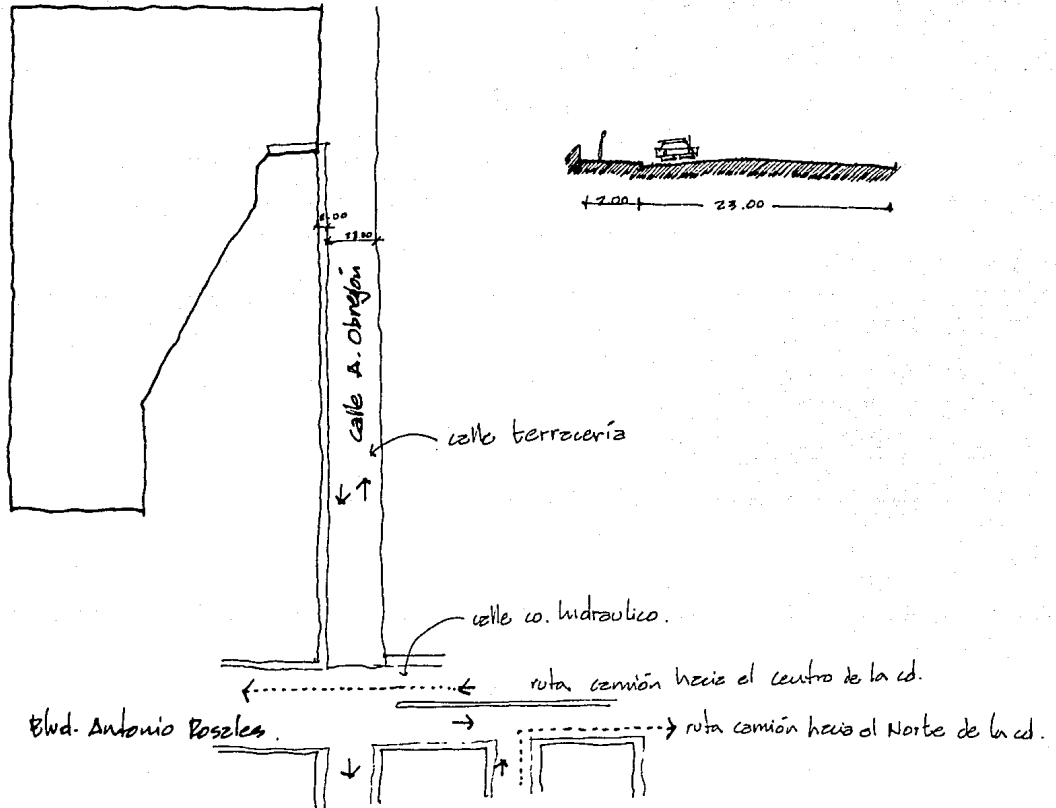 2.00
23.00
2.00
23.00
calle A. Obregón
calle terracería
calle co. hidraulico.
ruta camión hacia el centro de la cd.
Blvd. Antonio Rosales.
ruta camión hacia el Norte de la cd.